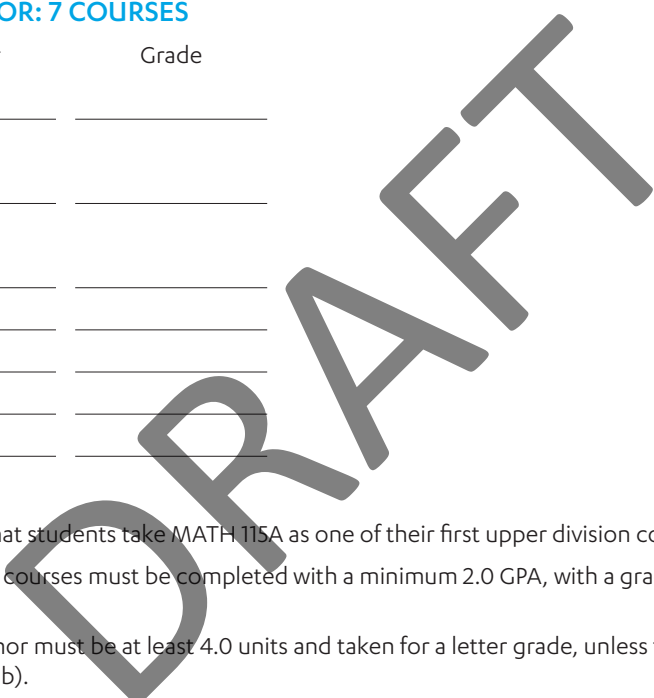 OR: 7 COURSES
Grade
at students take MATH 115A as one of their first upper division co
courses must be completed with a minimum 2.0 GPA, with a gra
nor must be at least 4.0 units and taken for a letter grade, unless
b).
DRAFT